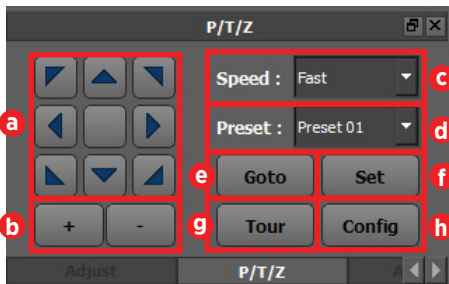 P/T/Z
a
Speed : Fast
c
Preset : Preset 01
d
e
Goto
Set
f
b
+
-
g
Tour
Config
h
Adjust
P/T/Z
A